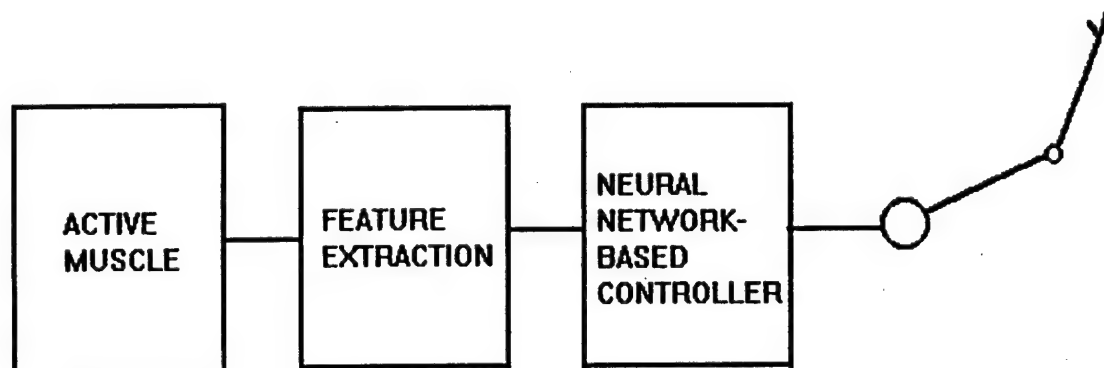 ACTIVE
MUSCLE
FEATURE
EXTRACTION
NEURAL
NETWORK-
BASED
CONTROLLER